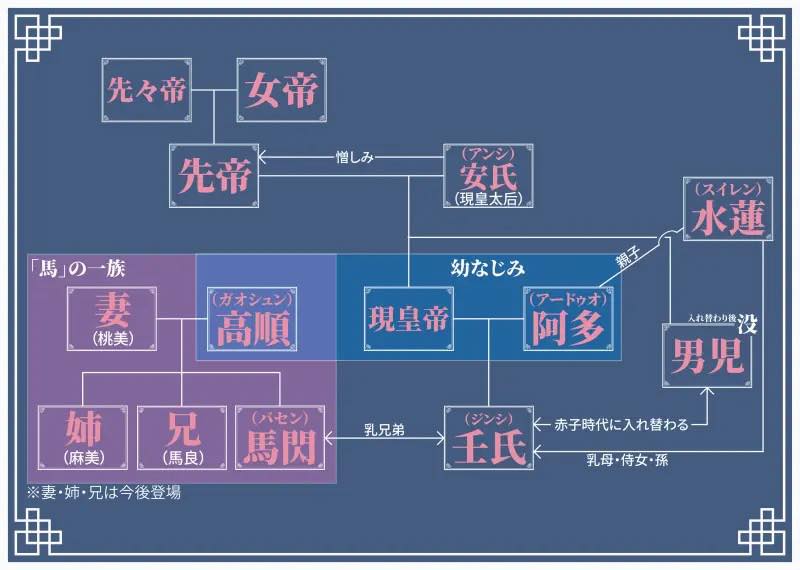 先々帝
女帝
先帝
憎しみ
（アンシ）
安氏
（現皇太后）
（スイレン）
水蓮
親子
「馬」の一族
幼なじみ
妻
（桃美）
（ガオシュン）
高順
現皇帝
（アードゥオ）
阿多
入れ替わり後没
男児
姉
（麻美）
兄
（馬良）
（バセン）
馬閃
乳兄弟
（ジンシ）
壬氏
赤子時代に入れ替わる
乳母・侍女・孫
※妻・姉・兄は今後登場